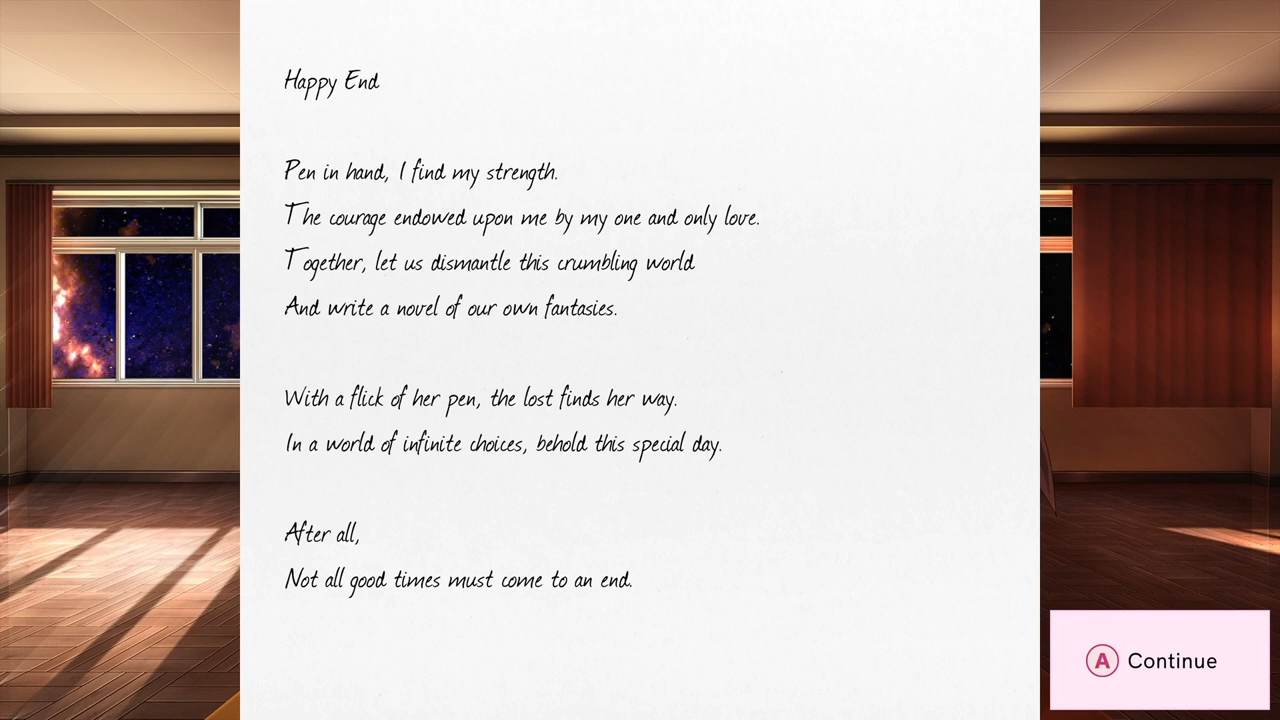 Happy End
Pen in hand, I find my strength.
The courage endowed upon me by my one and only love.
Together, let us dismantle this crumbling world
And write a novel of our own fantasies.
With a flick of her pen, the lost finds her way.
In a world of infinite choices, behold this special day.
After all,
Not all good times must come to an end.
A Continue